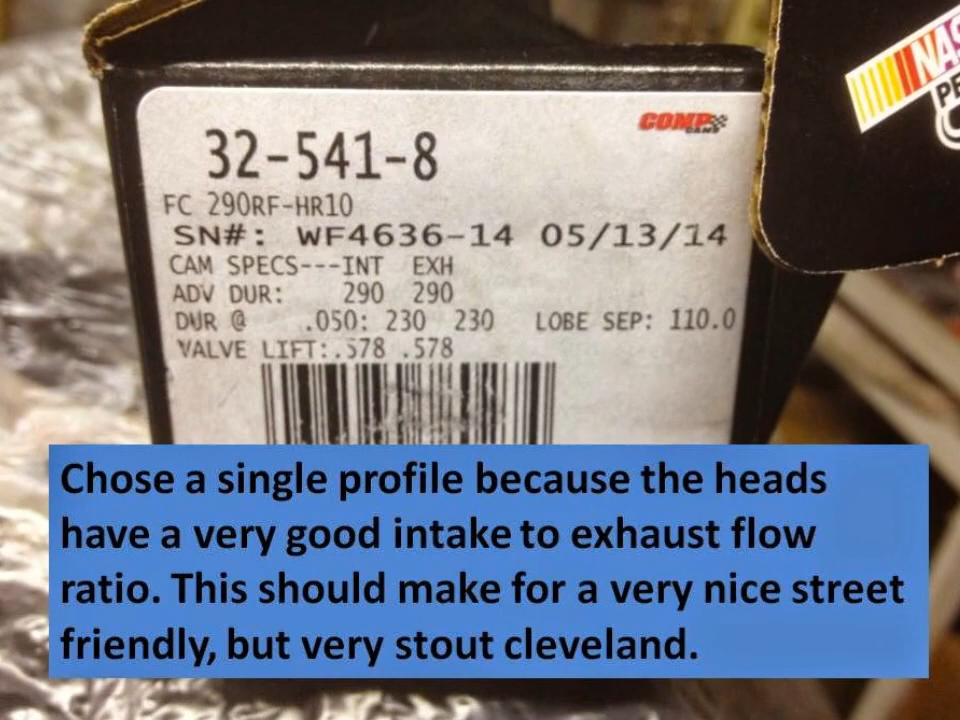 COMP
CAMS
32-541-8
FC 290RF-HR10
SN#: WF4636-14 05/13/14
CAM SPECS---INT EXH
ADV DUR: 290 290
DUR @ .050: 230 230 LOBE SEP: 110.0
VALVE LIFT:.578 .578
Chose a single profile because the heads
have a very good intake to exhaust flow
ratio. This should make for a very nice street
friendly, but very stout cleveland.